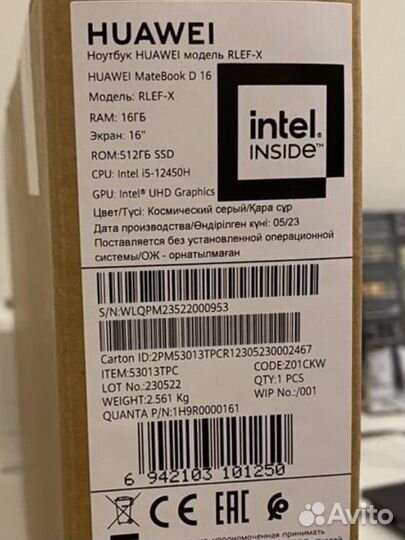 HUAWEI
Ноутбук HUAWEI модель RLEF-X
HUAWEI MateBook D 16
Модель: RLEF-X
RAM: 16ГБ
Экран: 16"
ROM:512ГБ SSD
CPU: Intel i5-12450H
GPU: Intel® UHD Graphics
intel.
INSIDE™
Цвет/Түсі: Космический серый/Қара сұр
Дата производства/Өндірілген күні: 05/23
Поставляется без установленной операционной
системы/ОЖ - орнатылмаған
S/N:WLQPM23522000953
Carton ID:2PM53013TPCR12305230002467
ITEM:53013TPC
CODE:Z01CKW
LOT No.:230522
QTY:1 PCS
WEIGHT:2.561 Kg
WIP No.:/001
QUANTA P/N:1H9R0000161
6 942103 101250
CE EAC
уполномоченная принимать
Avito